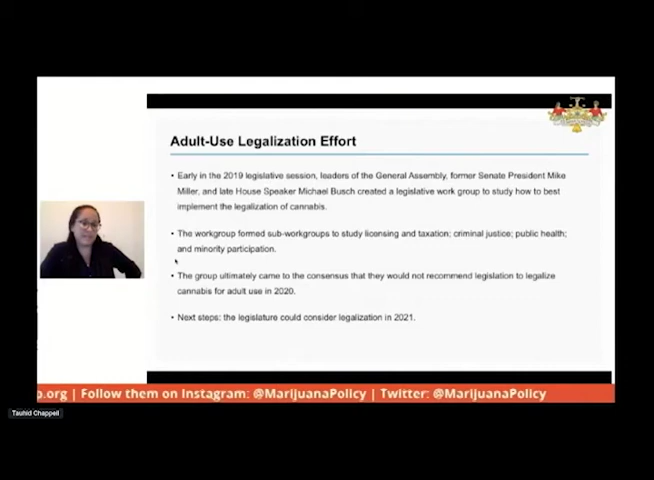 Adult-Use Legalization Effort
• Early in the 2019 legislative session, leaders of the General Assembly, former Senate President Mike
Miller, and late House Speaker Michael Busch created a legislative work group to study how to best
implement the legalization of cannabis.
• The workgroup formed sub-workgroups to study licensing and taxation; criminal justice; public health;
and minority participation.
• The group ultimately came to the consensus that they would not recommend legislation to legalize
cannabis for adult use in 2020.
• Next steps: the legislature could consider legalization in 2021.
.org | Follow them on Instagram: @MarijuanaPolicy | Twitter: @MarijuanaPolicy
Tauhid Chappell